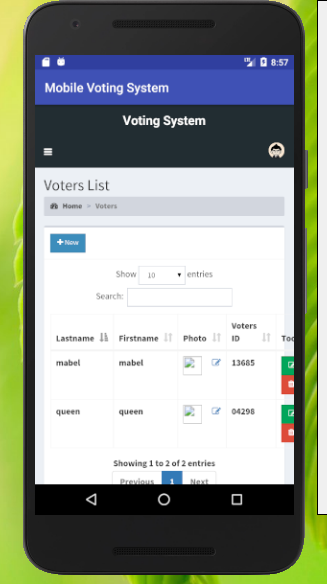 8:57
Mobile Voting System
Voting System
Voters List
Home > Voters
+ New
Show 10 entries
Search:
Lastname Firstname Photo Voters ID Too
mabel mabel 13685
queen queen 04298
Showing 1 to 2 of 2 entries
Previous 1 Next